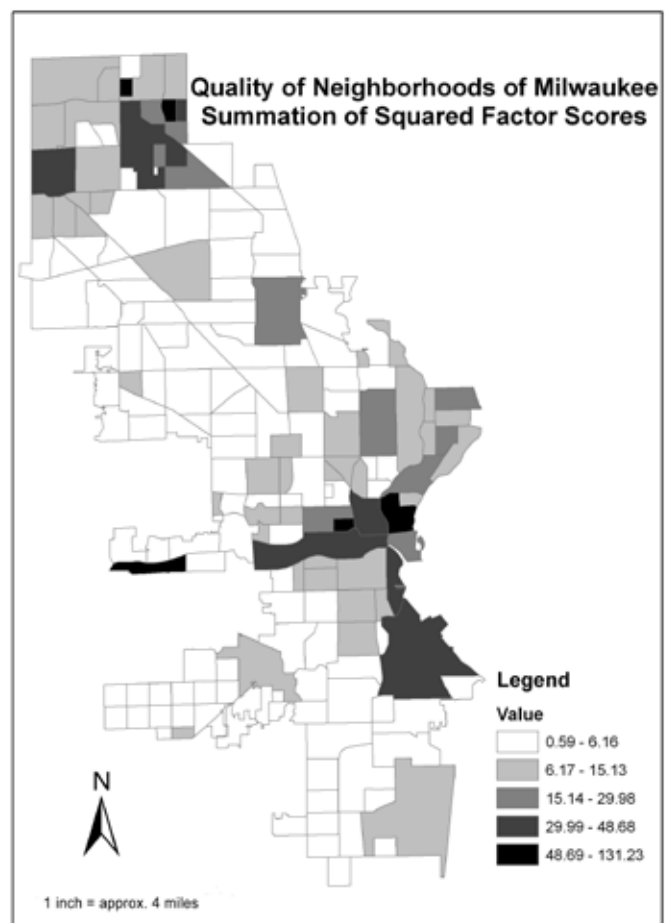 Quality of Neighborhoods of Milwaukee
Summation of Squared Factor Scores
Legend
Value
0.59 - 6.16
6.17 - 15.13
15.14 - 29.98
29.99 - 48.68
48.69 - 131.23
N
1 inch = approx. 4 miles